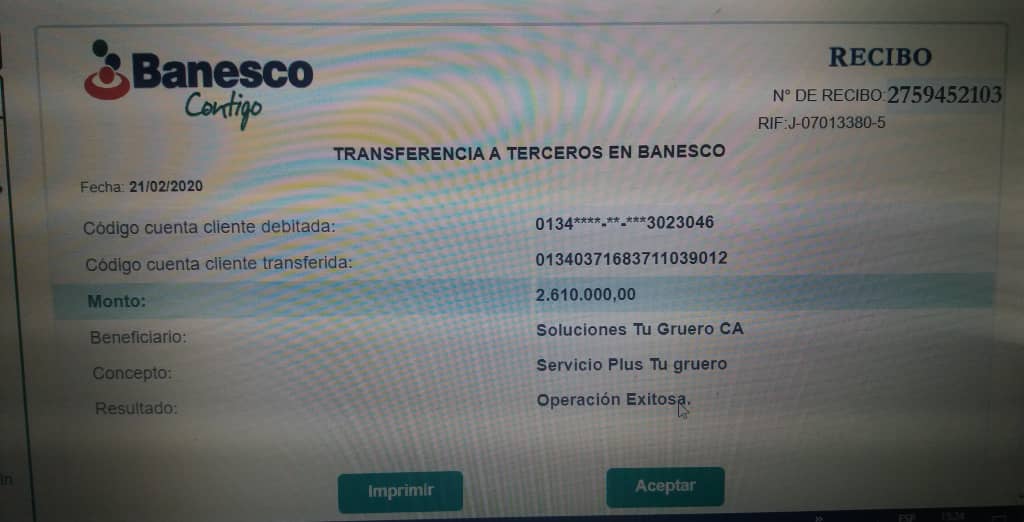 Banesco
Contigo
RECIBO
N° DE RECIBO:2759452103
RIF:J-07013380-5
TRANSFERENCIA A TERCEROS EN BANESCO
Fecha: 21/02/2020
Código cuenta cliente debitada: 0134****-**-***3023046
Código cuenta cliente transferida: 01340371683711039012
Monto: 2.610.000,00
Beneficiario: Soluciones Tu Gruero CA
Concepto: Servicio Plus Tu gruero
Resultado: Operación Exitosa.
in
Imprimir Aceptar